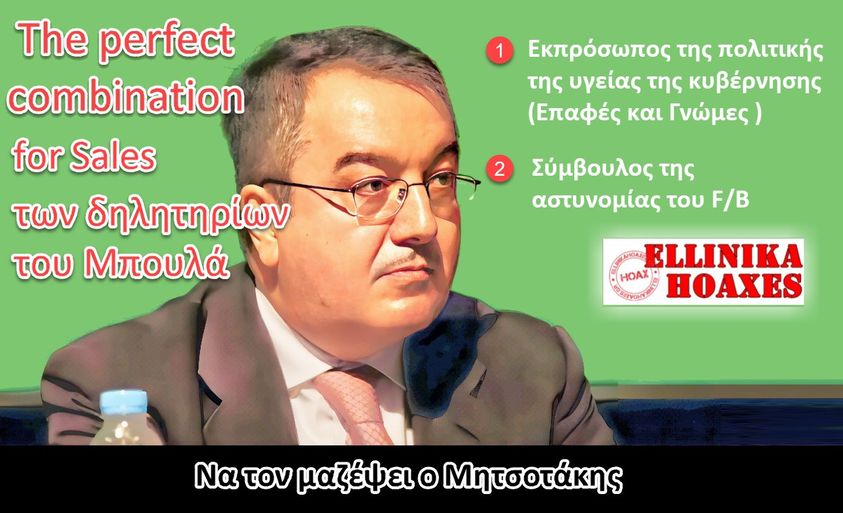 The perfect
combination
for Sales
των δηλητηρίων
του Μπουλά
1 Εκπρόσωπος της πολιτικής
της υγείας της κυβέρνησης
(Επαφές και Γνώμες )
2 Σύμβουλος της
αστυνομίας του F/B
ELLINIKA
HOAXES
HOAX
Να τον μαζέψει ο Μητσοτάκης